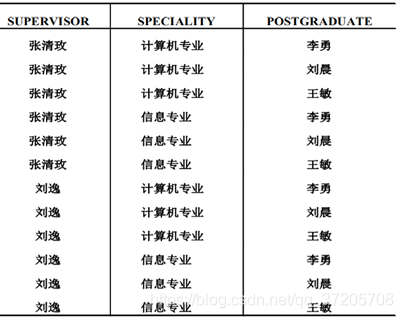 SUPERVISOR SPECIALITY POSTGRADUATE
张清玫 计算机专业 李勇
张清玫 计算机专业 刘晨
张清玫 计算机专业 王敏
张清玫 信息专业 李勇
张清玫 信息专业 刘晨
张清玫 信息专业 王敏
刘逸 计算机专业 李勇
刘逸 计算机专业 刘晨
刘逸 计算机专业 王敏
刘逸 信息专业 李勇
刘逸 信息专业 刘晨
刘逸 信息专业 王敏
https://blog.csdn.net/qq_37205708